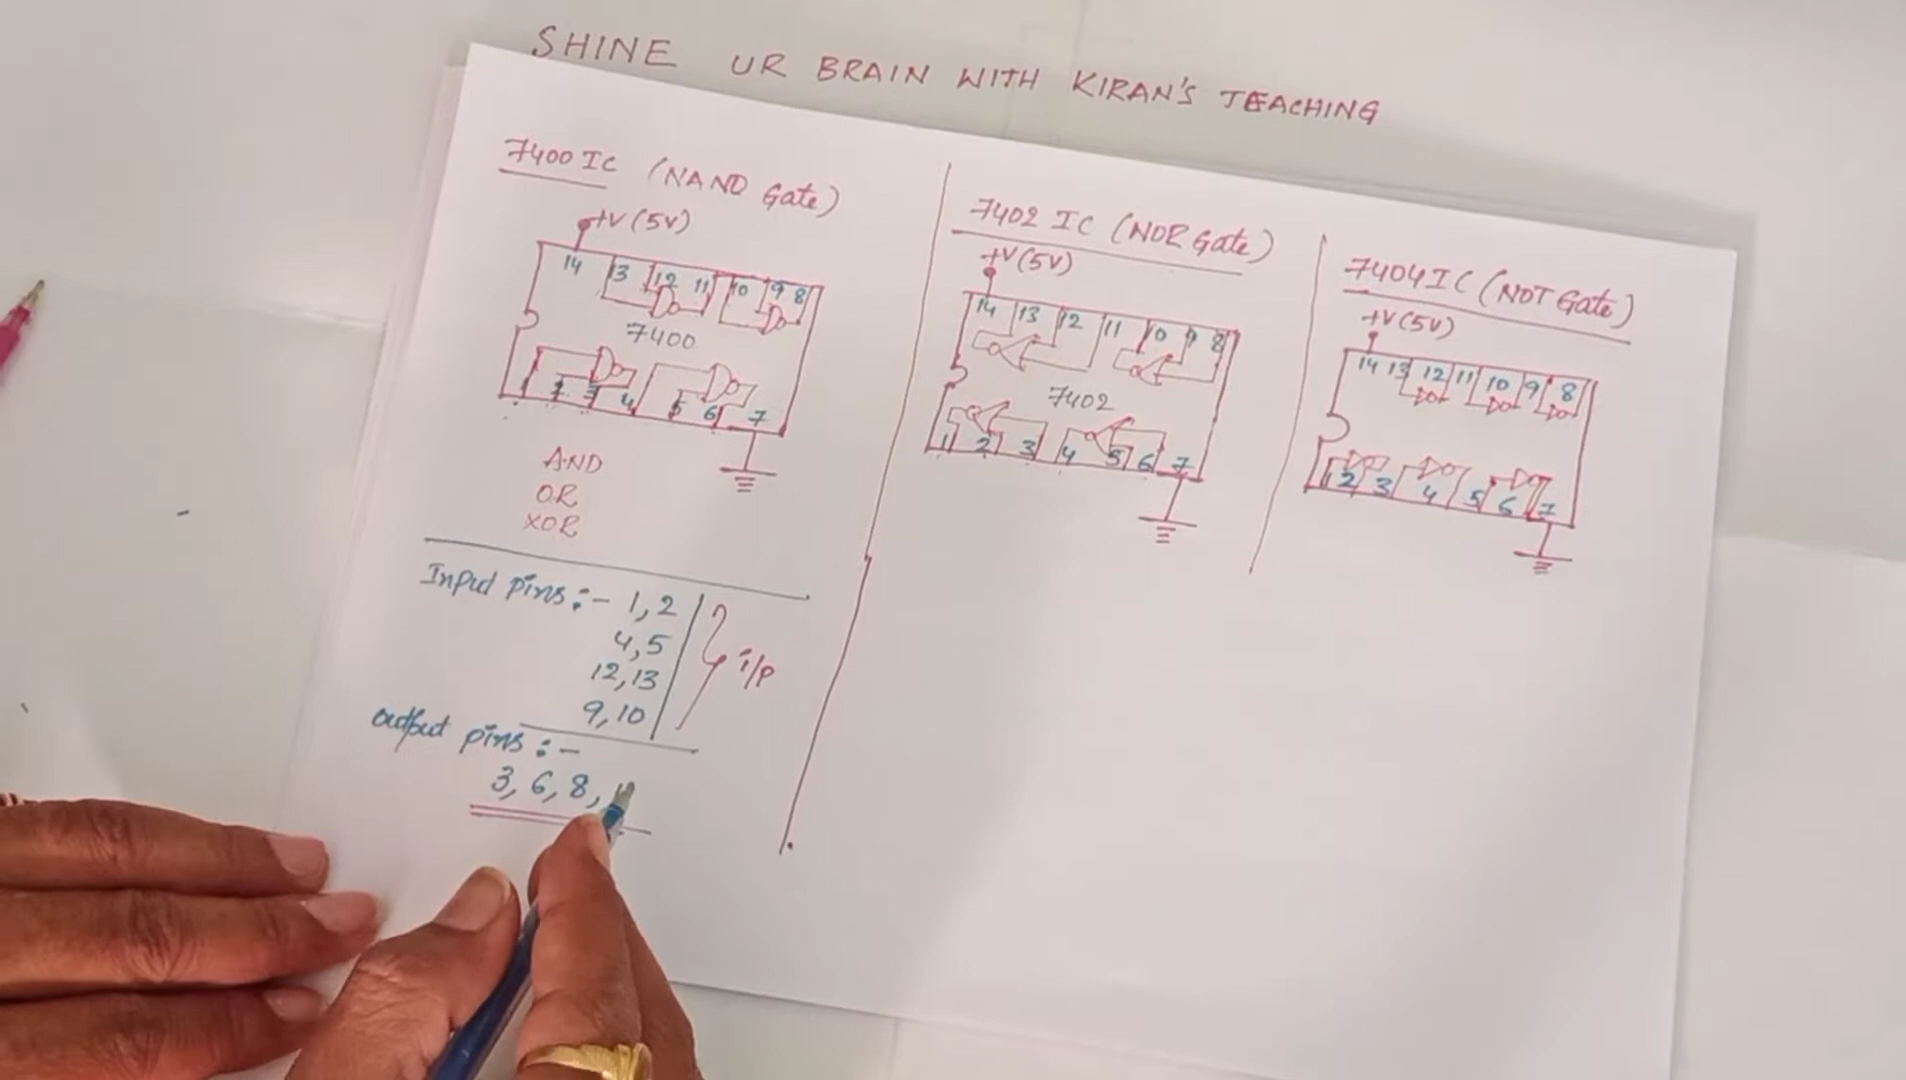 SHINE UR BRAIN WITH KIRAN'S TEACHING
7400 IC (NAND Gate)
+V (5V)
14 13 12 11 10 9 8
7400
1 2 3 4 5 6 7
AND
OR
XOR
Input pins :- 1, 2
4, 5
12, 13
9, 10
i/p
output pins :-
3, 6, 8,
7402 IC (NOR Gate)
+V (5V)
14 13 12 11 10 9 8
7402
1 2 3 4 5 6 7
7404 IC (NOT Gate)
+V (5V)
14 13 12 11 10 9 8
1 2 3 4 5 6 7